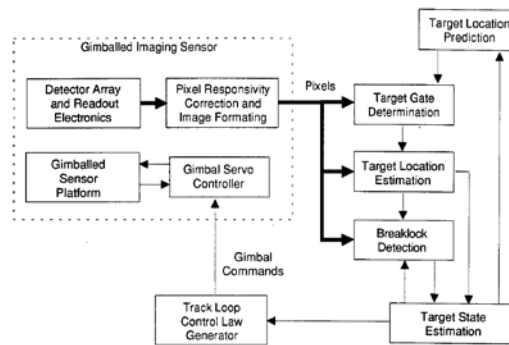 Target Location
Prediction
Gimballed Imaging Sensor
Detector Array
and Readout
Electronics
Pixel Responsivity
Correction and
Image Formating
Pixels
Target Gate
Determination
Gimballed
Sensor
Platform
Gimbal Servo
Controller
Target Location
Estimation
Breaklock
Detection
Gimbal
Commands
Track Loop
Control Law
Generator
Target State
Estimation